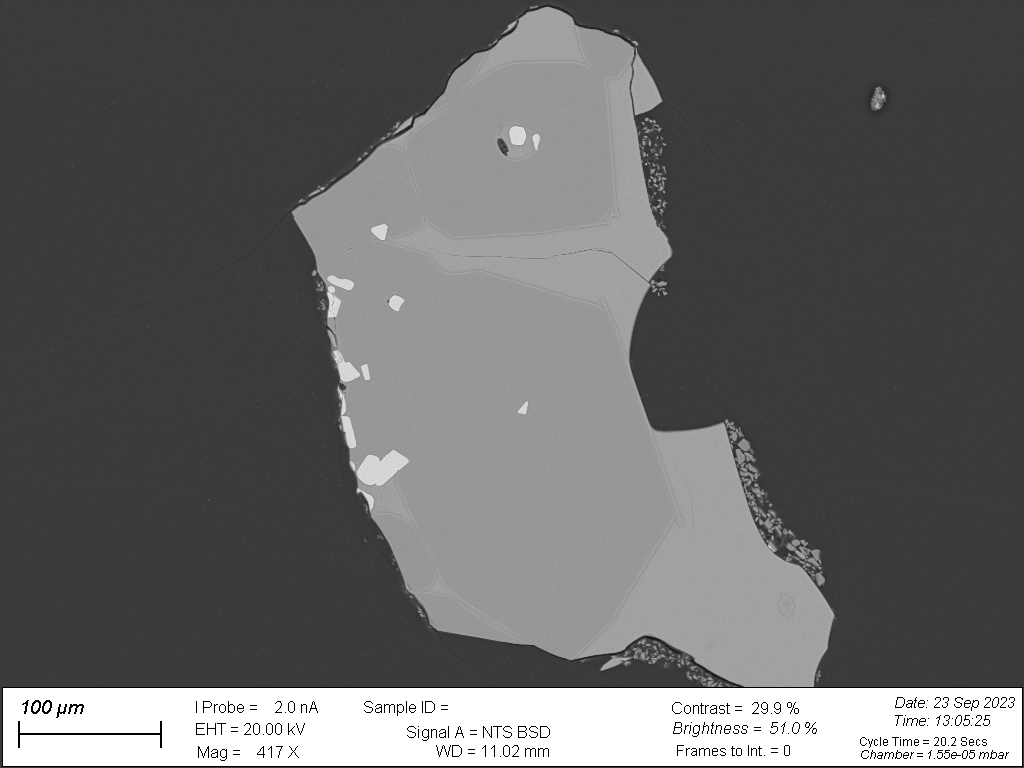 100 µm
I Probe = 2.0 nA
EHT = 20.00 kV
Mag = 417 X
Sample ID =
Signal A = NTS BSD
WD = 11.02 mm
Contrast = 29.9 %
Brightness = 51.0 %
Frames to Int. = 0
Date: 23 Sep 2023
Time: 13:05:25
Cycle Time = 20.2 Secs
Chamber = 1.55e-05 mbar